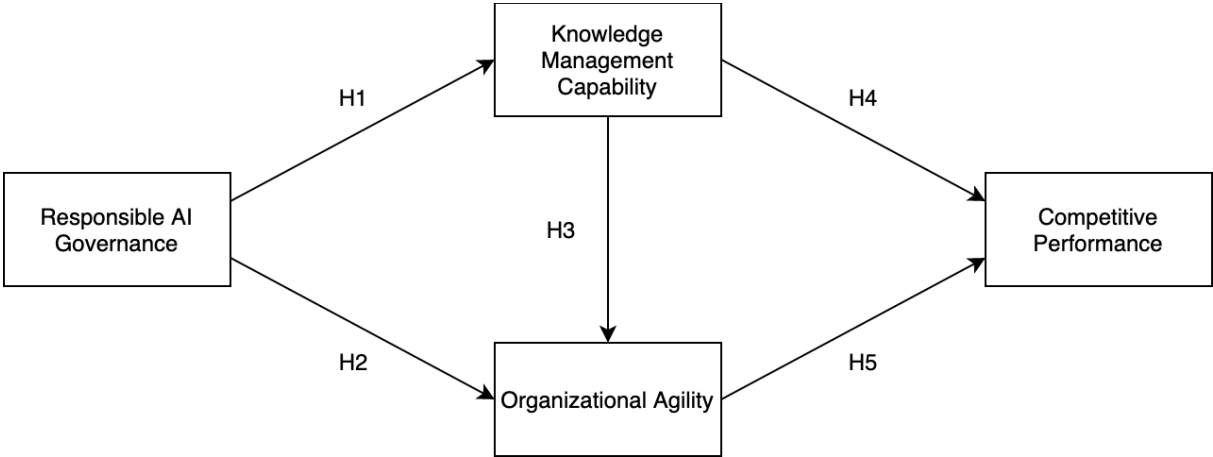 Knowledge
Management
Capability
H1
H4
Responsible AI
Governance
H3
Competitive
Performance
H2
H5
Organizational Agility